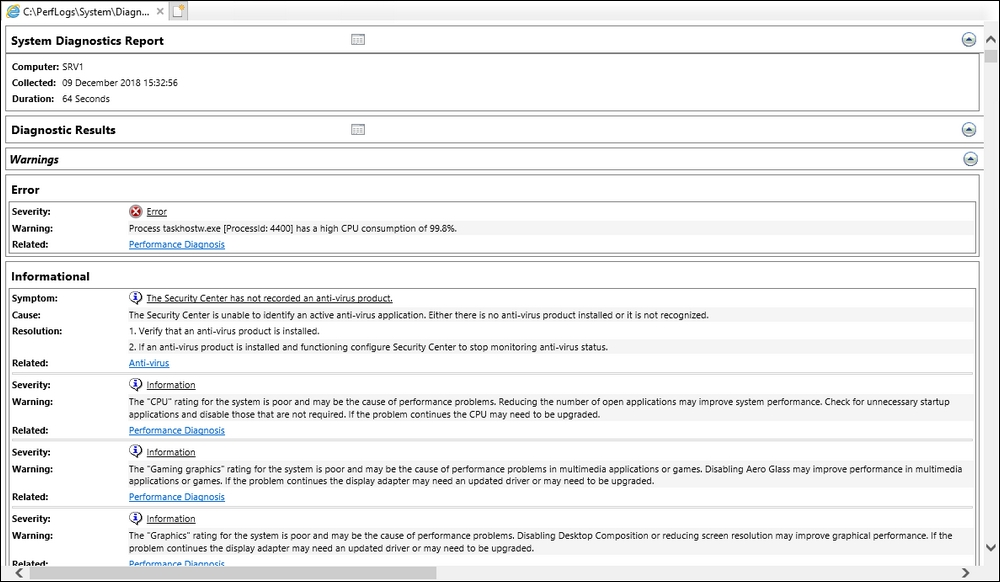 C:\PerfLogs\System\Diagn...
System Diagnostics Report
Computer: SRV1
Collected: 09 December 2018 15:32:56
Duration: 64 Seconds
Diagnostic Results
Warnings
Error
Severity: Error
Warning: Process taskhostw.exe [ProcessId: 4400] has a high CPU consumption of 99.8%.
Related: Performance Diagnosis
Informational
Symptom: The Security Center has not recorded an anti-virus product.
Cause: The Security Center is unable to identify an active anti-virus application. Either there is no anti-virus product installed or it is not recognized.
Resolution: 1. Verify that an anti-virus product is installed.
2. If an anti-virus product is installed and functioning configure Security Center to stop monitoring anti-virus status.
Related: Anti-virus
Severity: Information
Warning: The "CPU" rating for the system is poor and may be the cause of performance problems. Reducing the number of open applications may improve system performance. Check for unnecessary startup
applications and disable those that are not required. If the problem continues the CPU may need to be upgraded.
Related: Performance Diagnosis
Severity: Information
Warning: The "Gaming graphics" rating for the system is poor and may be the cause of performance problems in multimedia applications or games. Disabling Aero Glass may improve performance in multimedia
applications or games. If the problem continues the display adapter may need an updated driver or may need to be upgraded.
Related: Performance Diagnosis
Severity: Information
Warning: The "Graphics" rating for the system is poor and may be the cause of performance problems. Disabling Desktop Composition or reducing screen resolution may improve graphical performance. If the
problem continues the display adapter may need an updated driver or may need to be upgraded.
Related: Performance Diagnosis